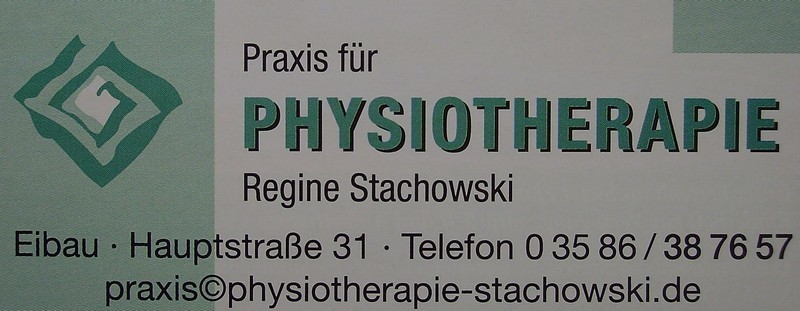 Praxis für
PHYSIOTHERAPIE
Regine Stachowski
Eibau · Hauptstraße 31 · Telefon 0 35 86 / 38 76 57
praxis©physiotherapie-stachowski.de